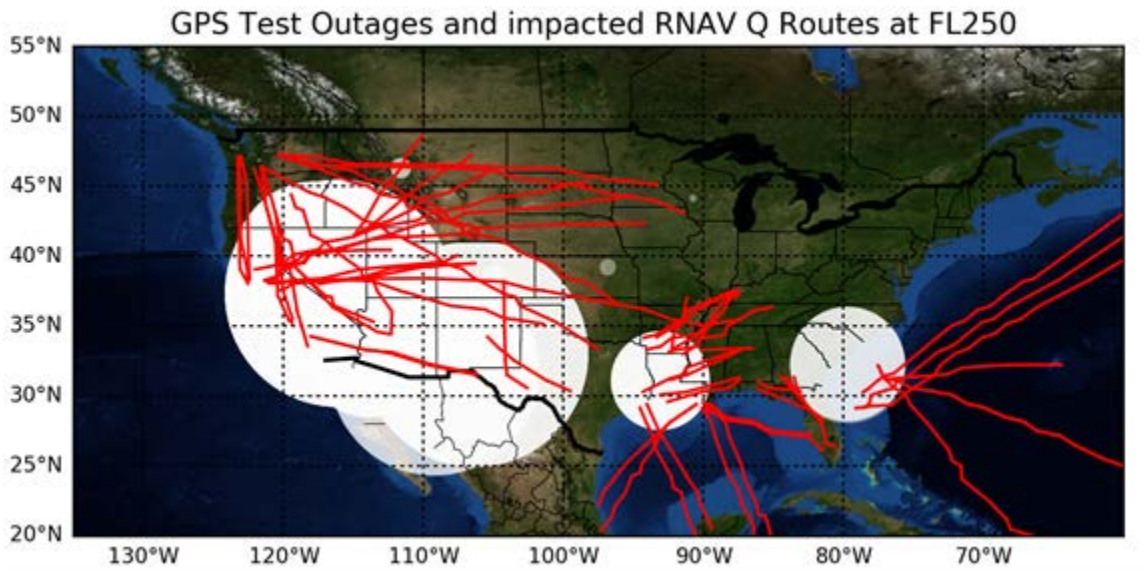 GPS Test Outages and impacted RNAV Q Routes at FL250
55°N
50°N
45°N
40°N
35°N
30°N
25°N
20°N
130°W 120°W 110°W 100°W 90°W 80°W 70°W